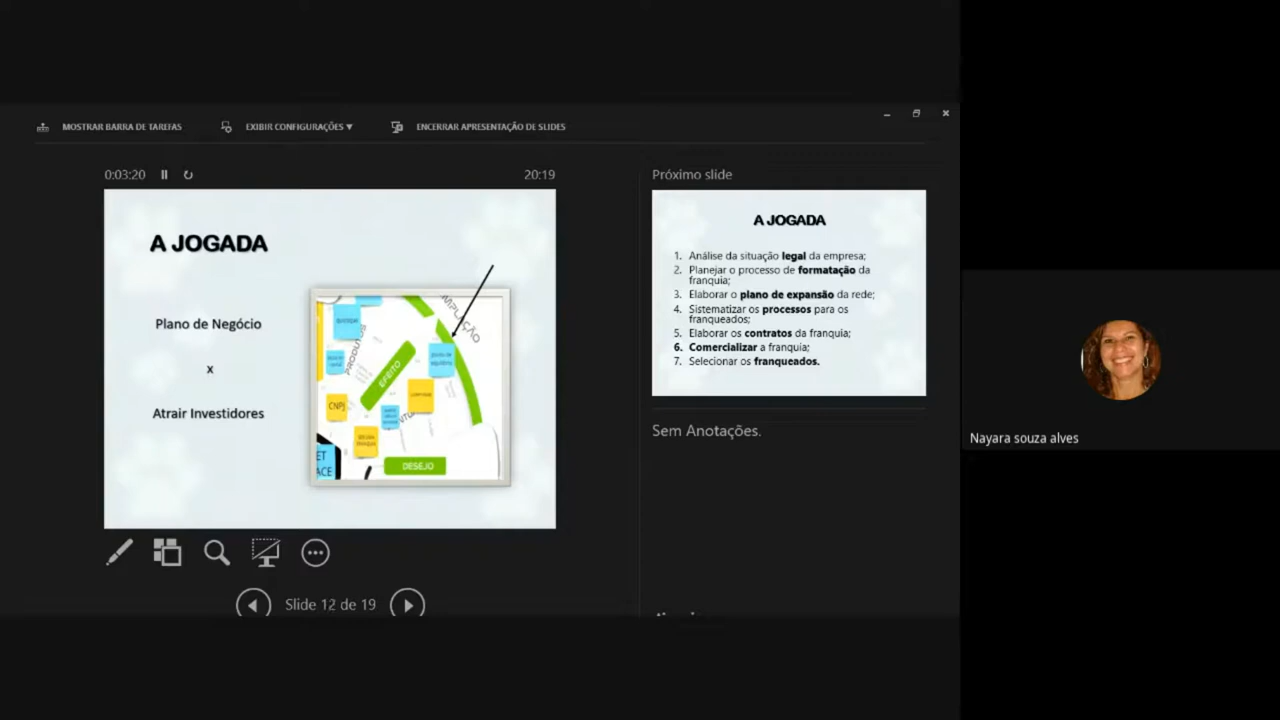 MOSTRAR BARRA DE TAREFAS
EXIBIR CONFIGURAÇÕES ▼
ENCERRAR APRESENTAÇÃO DE SLIDES
0:03:20
20:19
A JOGADA
Plano de Negócio
x
Atrair Investidores
PRODUTOS
EFEITO
CNPJ
DESEJO
Slide 12 de 19
Próximo slide
A JOGADA
1. Análise da situação legal da empresa;
2. Planejar o processo de formatação da
franquia;
3. Elaborar o plano de expansão da rede;
4. Sistematizar os processos para os
franqueados;
5. Elaborar os contratos da franquia;
6. Comercializar a franquia;
7. Selecionar os franqueados.
Sem Anotações.
Nayara souza alves